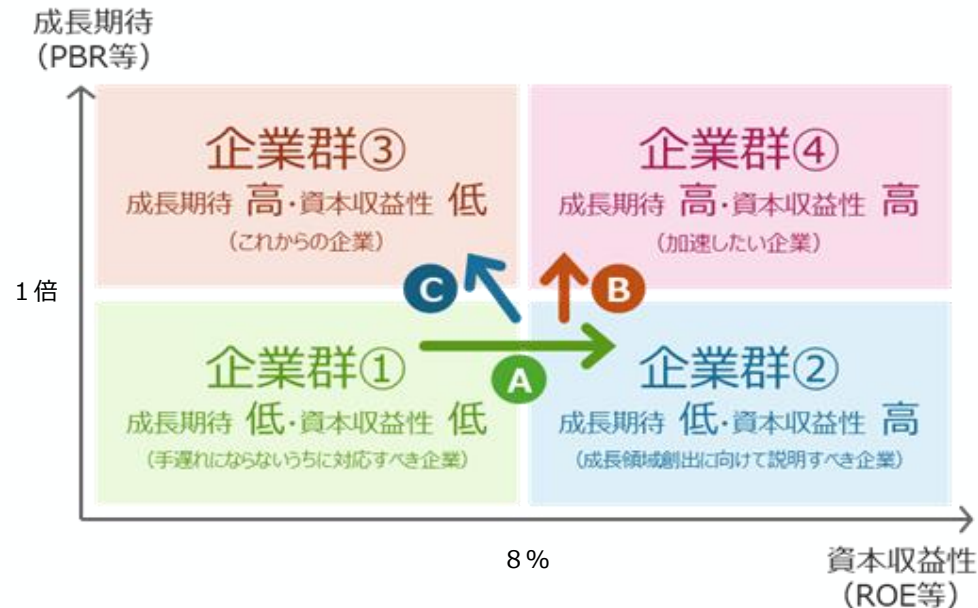 成長期待
（PBR等）
企業群③
成長期待 高・資本収益性 低
（これからの企業）
企業群④
成長期待 高・資本収益性 高
（加速したい企業）
C
B
１倍
A
企業群①
成長期待 低・資本収益性 低
（手遅れにならないうちに対応すべき企業）
企業群②
成長期待 低・資本収益性 高
（成長領域創出に向けて説明すべき企業）
８％
資本収益性
（ROE等）